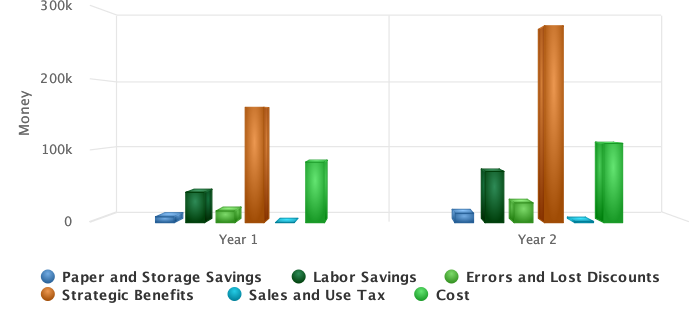 300k
200k
100k
0
Money
Year 1
Year 2
Paper and Storage Savings Labor Savings Errors and Lost Discounts
Strategic Benefits Sales and Use Tax Cost